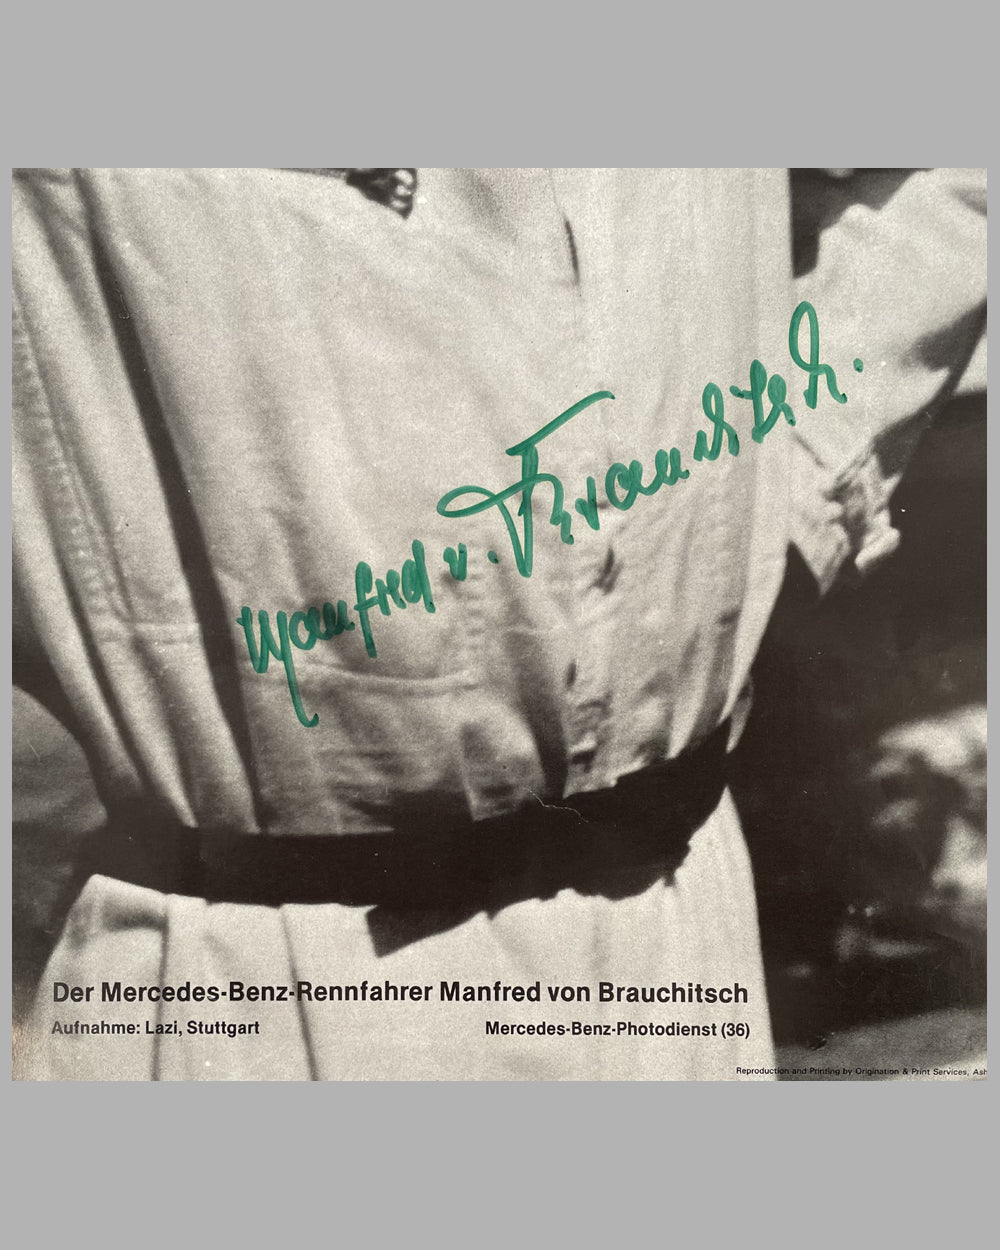 Manfred v. Brauchitsch.
Der Mercedes-Benz-Rennfahrer Manfred von Brauchitsch
Aufnahme: Lazi, Stuttgart
Mercedes-Benz-Photodienst (36)
Reproduction and Printing by Origination & Print Services, Ash